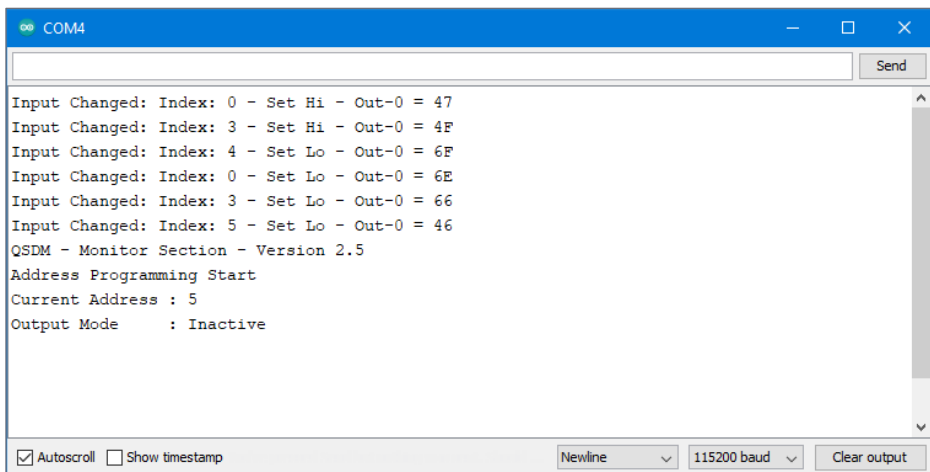 COM4
Send
Input Changed: Index: 0 - Set Hi - Out-0 = 47
Input Changed: Index: 3 - Set Hi - Out-0 = 4F
Input Changed: Index: 4 - Set Lo - Out-0 = 6F
Input Changed: Index: 0 - Set Lo - Out-0 = 6E
Input Changed: Index: 3 - Set Lo - Out-0 = 66
Input Changed: Index: 5 - Set Lo - Out-0 = 46
QSDM - Monitor Section - Version 2.5
Address Programming Start
Current Address : 5
Output Mode     : Inactive
Autoscroll Show timestamp Newline 115200 baud Clear output